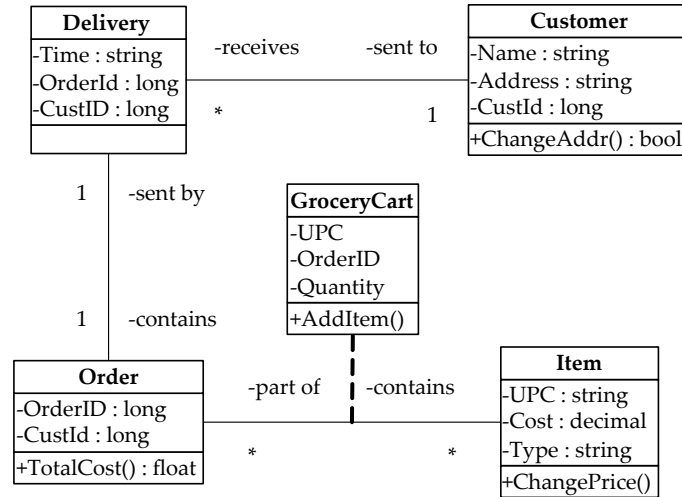 Delivery
-Time : string
-OrderId : long
-CustID : long
-receives
-sent to
*
1
Customer
-Name : string
-Address : string
-CustId : long
+ChangeAddr() : bool
1
-sent by
1
-contains
GroceryCart
-UPC
-OrderID
-Quantity
+AddItem()
Order
-OrderID : long
-CustId : long
+TotalCost() : float
-part of
-contains
*
*
Item
-UPC : string
-Cost : decimal
-Type : string
+ChangePrice()